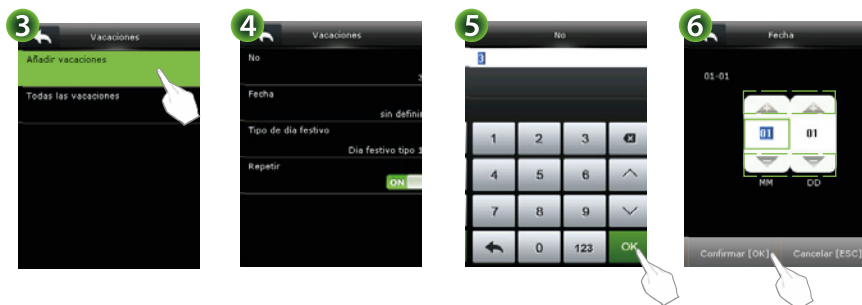 3
Vacaciones
Añadir vacaciones
Todas las vacaciones
4
Vacaciones
No
3
Fecha
sin definir
Tipo de día festivo
Dia festivo tipo 1
Repetir
ON
5
No
3
1 2 3
4 5 6
7 8 9
0 123 OK
6
Fecha
01-01
01 01
MM DD
Confirmar [OK] Cancelar [ESC]